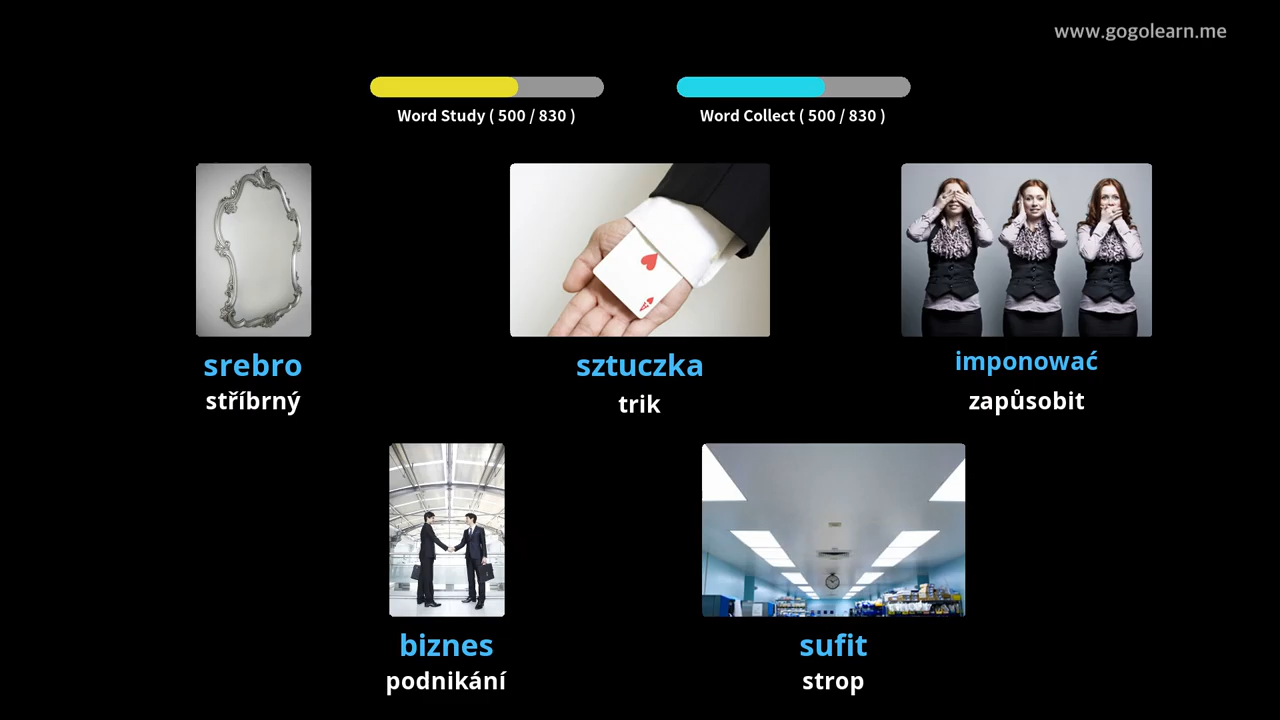 www.gogolearn.me
Word Study ( 500 / 830 )
Word Collect ( 500 / 830 )
srebro
stříbrný
sztuczka
trik
imponować
zapůsobit
biznes
podnikání
sufit
strop